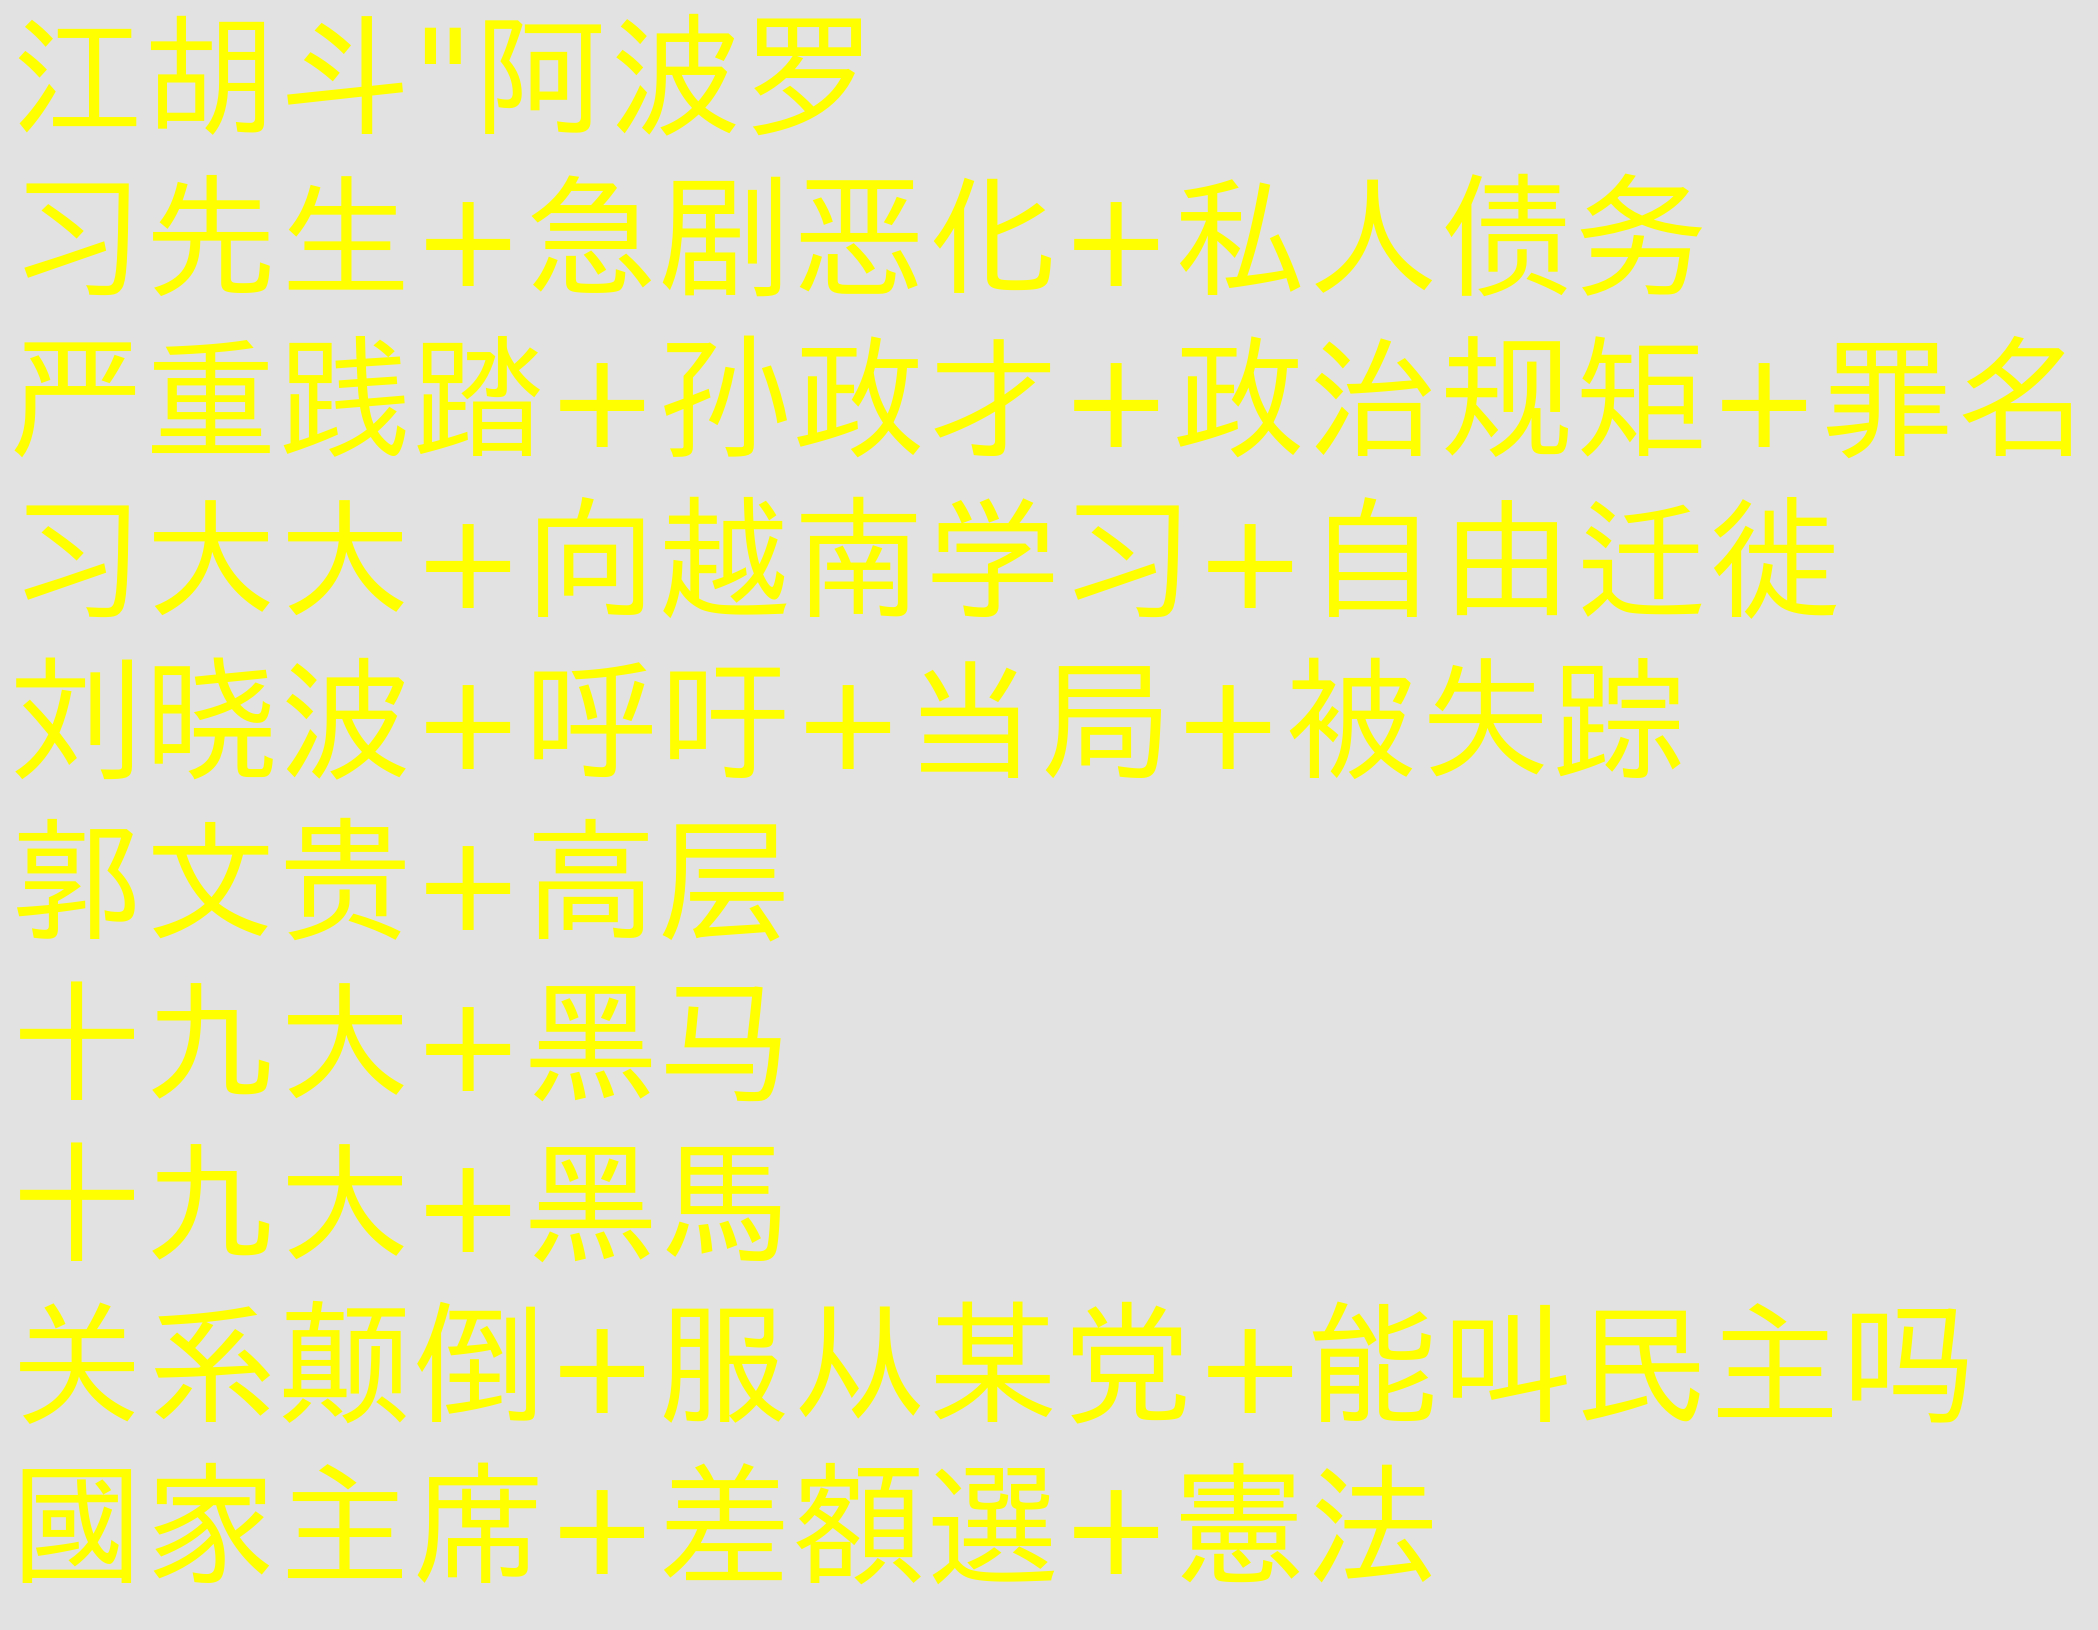 江胡斗"阿波罗
习先生+急剧恶化+私人债务
严重践踏+孙政才+政治规矩+罪名
习大大+向越南学习+自由迁徙
刘晓波+呼吁+当局+被失踪
郭文贵+高层
十九大+黑马
十九大+黑馬
关系颠倒+服从某党+能叫民主吗
國家主席+差額選+憲法